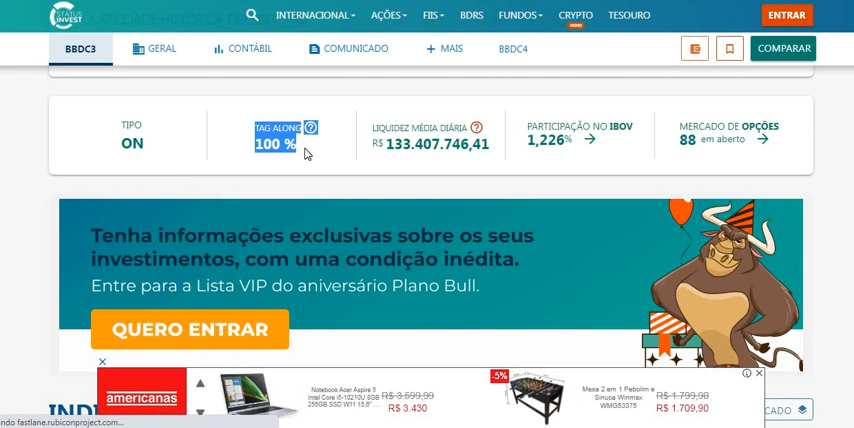 STATUS INVEST
INTERNACIONAL
AÇÕES
FIIS
BDRS
FUNDOS
CRYPTO
TESOURO
ENTRAR
BBDC3
GERAL
CONTÁBIL
COMUNICADO
MAIS
BBDC4
COMPARAR
TIPO
ON
TAG ALONG
100 %
LIQUIDEZ MÉDIA DIÁRIA
R$ 133.407.746,41
PARTICIPAÇÃO NO IBOV
1,226%
MERCADO DE OPÇÕES
88 em aberto
Tenha informações exclusivas sobre os seus
investimentos, com uma condição inédita.
Entre para a Lista VIP do aniversário Plano Bull.
QUERO ENTRAR
americanas
Notebook Acer Aspire 5
Intel Core i5-10210U 8GB
256GB SSD W11 15,6" ...
R$ 3.599,99
R$ 3.430
-5%
Mesa 2 em 1 Pebolim e
Sinuca Winmax
WMG53375
R$ 1.799,90
R$ 1.709,90
INDI
CADO
ndo fastlane.rubiconproject.com...